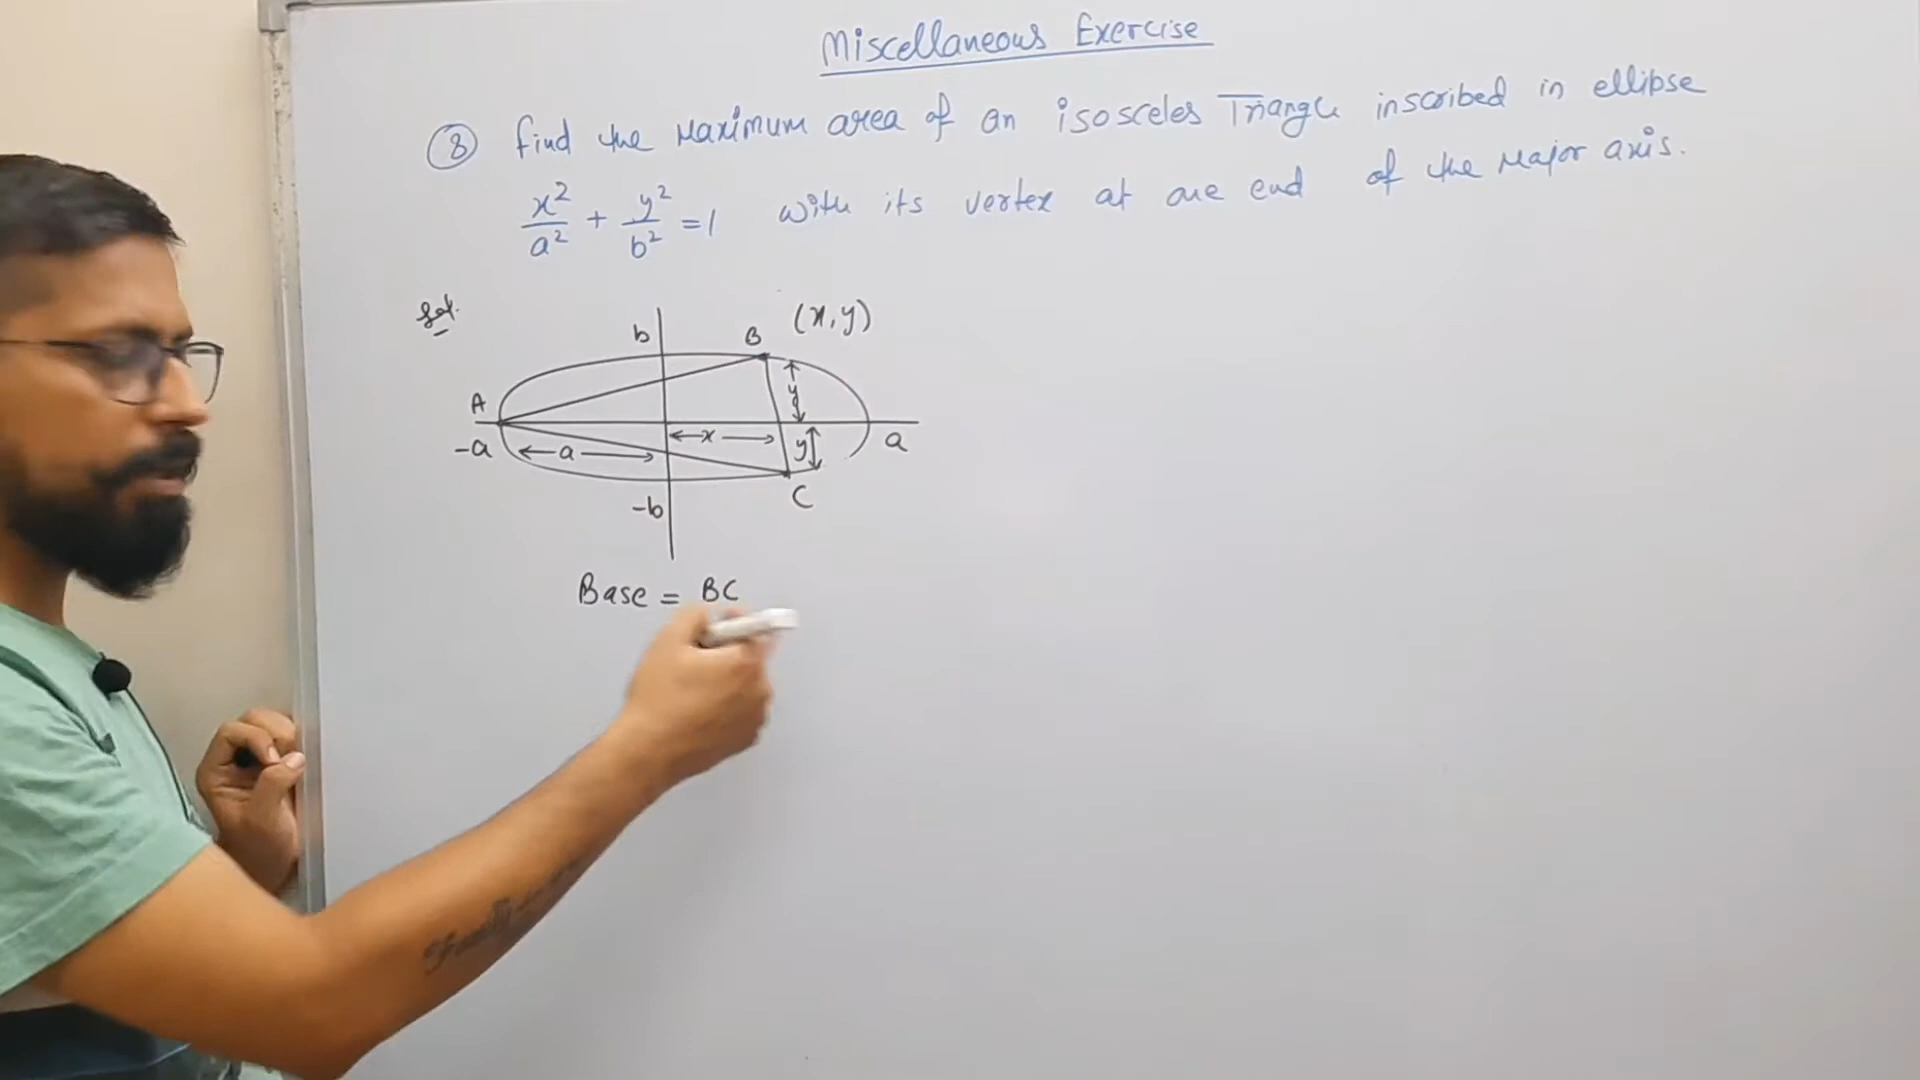 Miscellaneous Exercise
⑧ find the Maximum area of an isosceles Triangle inscribed in ellipse
x²/a² + y²/b² = 1 with its vertex at one end of the Major axis.
Sol.
b B (x,y)
y
A
-a a x y a
-b C
Base = BC